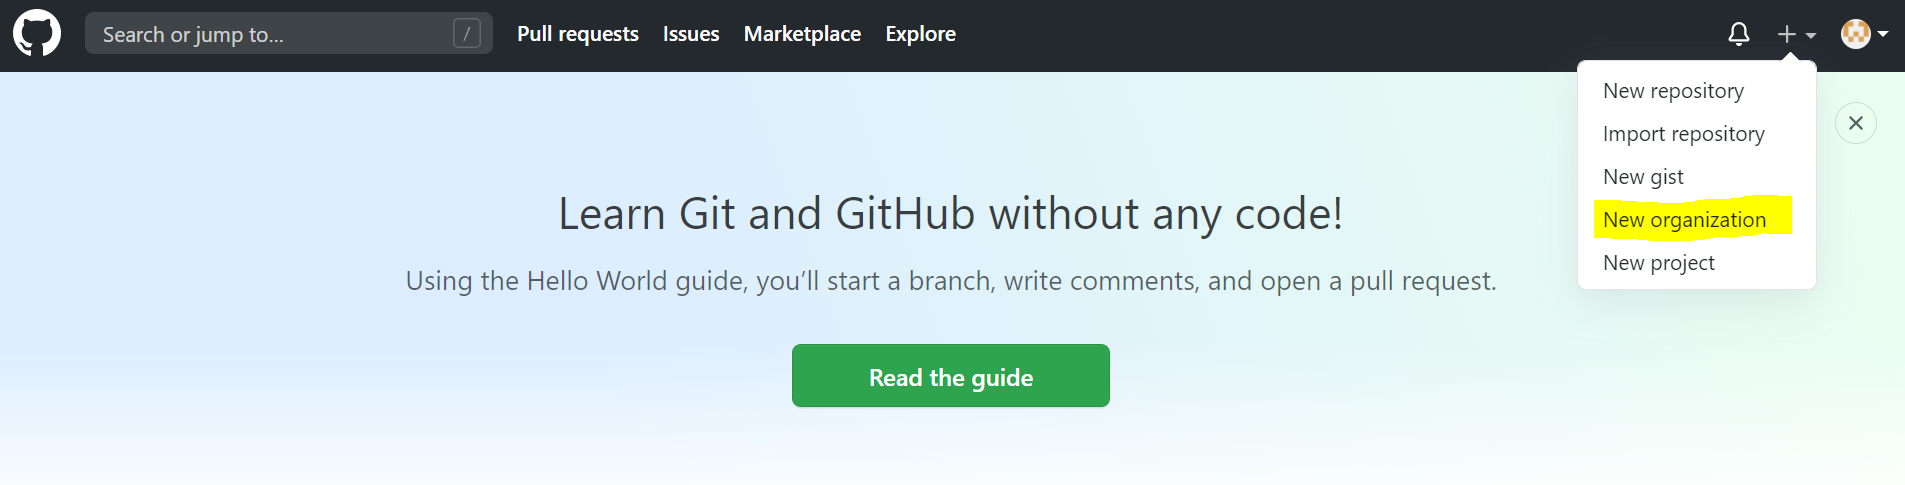 Search or jump to... /
Pull requests Issues Marketplace Explore
New repository
Import repository
New gist
New organization
New project
Learn Git and GitHub without any code!
Using the Hello World guide, you’ll start a branch, write comments, and open a pull request.
Read the guide